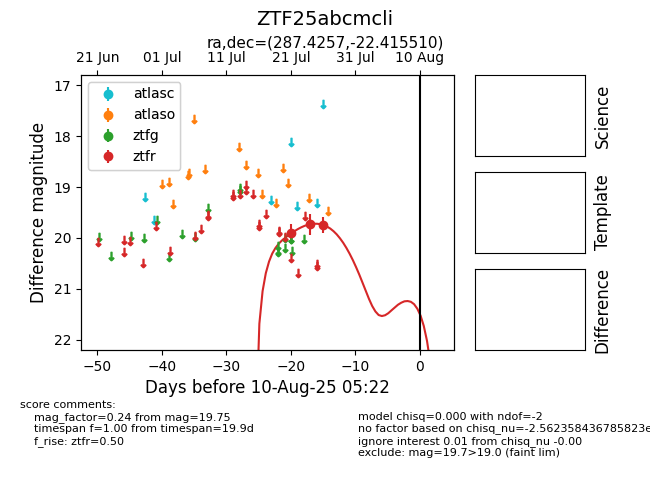 ZTF25abcmcli
ra,dec=(287.4257,-22.415510)
21 Jun 01 Jul 11 Jul 21 Jul 31 Jul 10 Aug
17
18
19
20
21
22
Difference magnitude
atlasc
atlaso
ztfg
ztfr
−50 −40 −30 −20 −10 0
Days before 10-Aug-25 05:22
Science
Template
Difference
score comments:
mag_factor=0.24 from mag=19.75
timespan f=1.00 from timespan=19.9d
f_rise: ztfr=0.50
model chisq=0.000 with ndof=-2
no factor based on chisq_nu=-2.562358436785823e
ignore interest 0.01 from chisq_nu -0.00
exclude: mag=19.7>19.0 (faint lim)